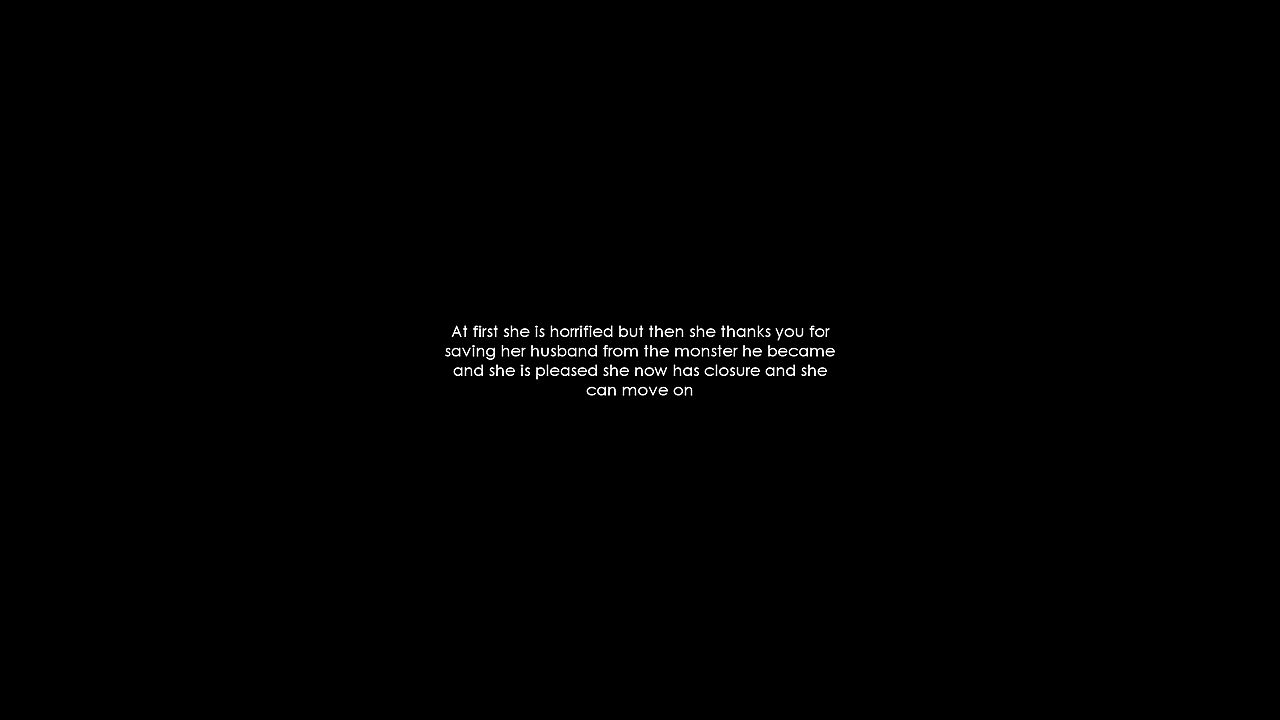 At first she is horrified but then she thanks you for
saving her husband from the monster he became
and she is pleased she now has closure and she
can move on